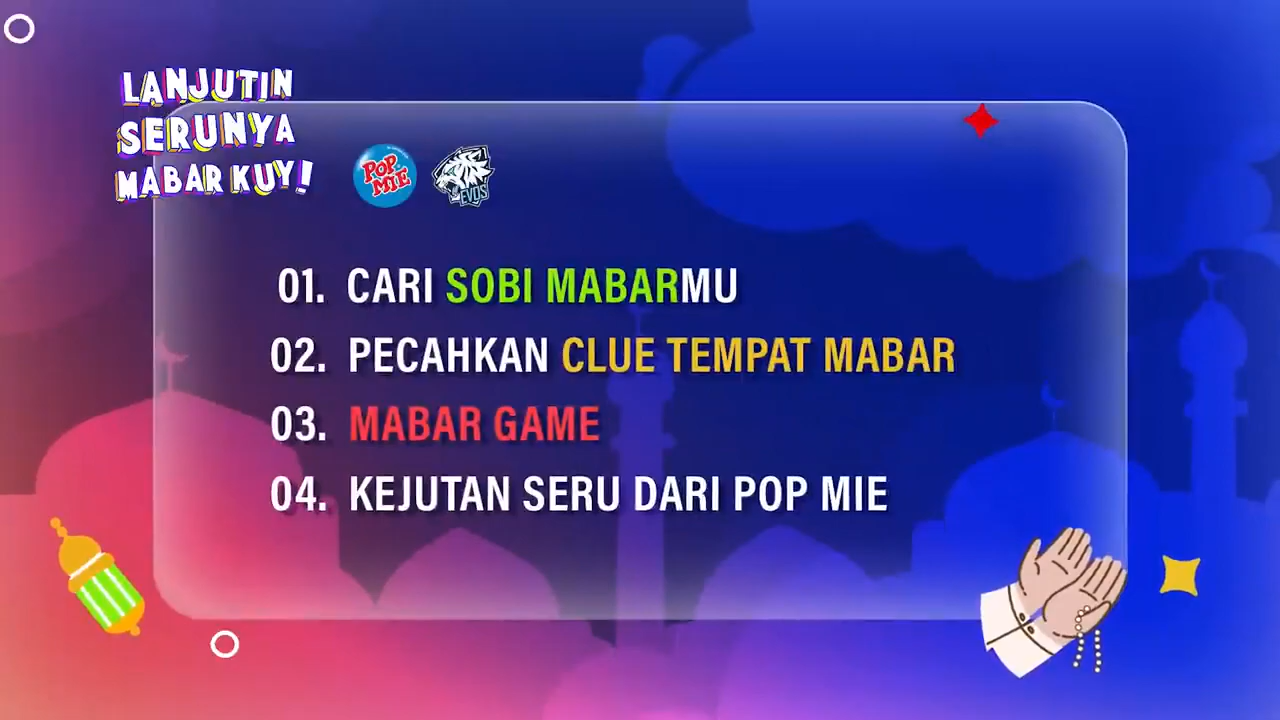 LANJUTIN
SERUNYA
MABAR KUY!
POP
MIE
EVOS
01. CARI SOBI MABARMU
02. PECAHKAN CLUE TEMPAT MABAR
03. MABAR GAME
04. KEJUTAN SERU DARI POP MIE